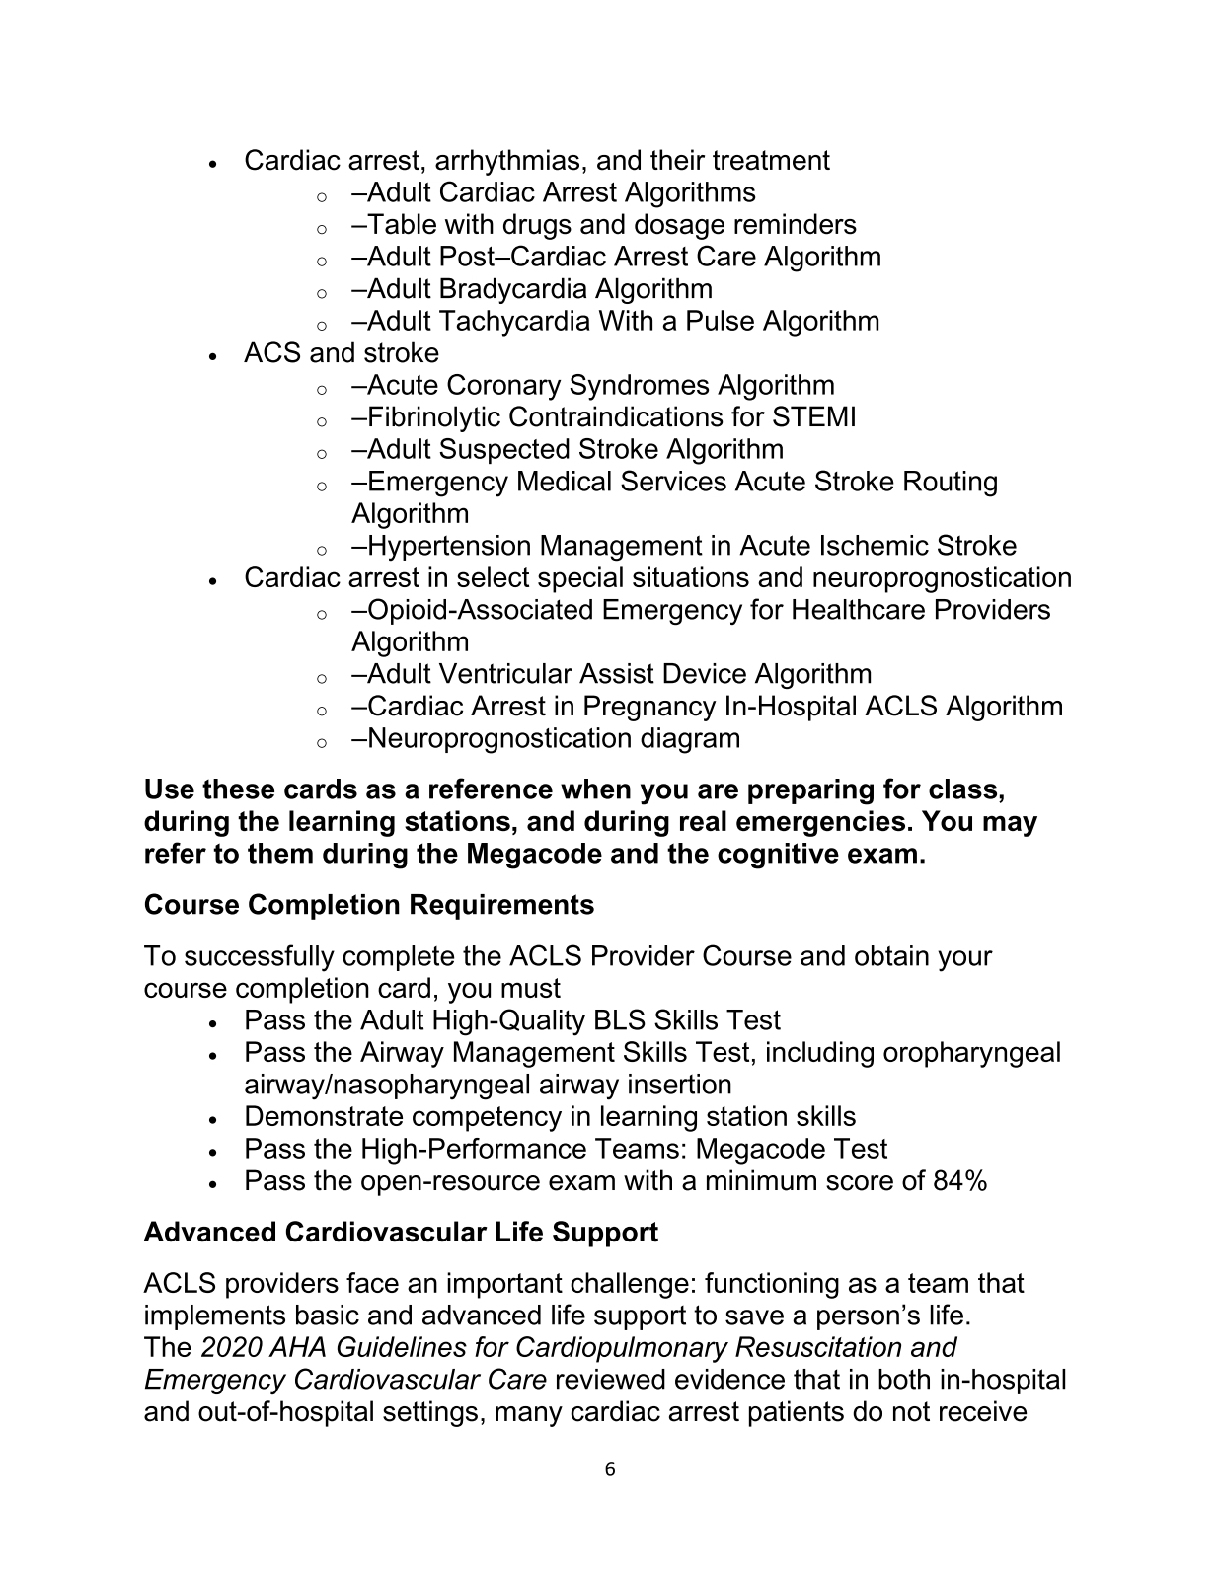 • Cardiac arrest, arrhythmias, and their treatment
o –Adult Cardiac Arrest Algorithms
o –Table with drugs and dosage reminders
o –Adult Post–Cardiac Arrest Care Algorithm
o –Adult Bradycardia Algorithm
o –Adult Tachycardia With a Pulse Algorithm
• ACS and stroke
o –Acute Coronary Syndromes Algorithm
o –Fibrinolytic Contraindications for STEMI
o –Adult Suspected Stroke Algorithm
o –Emergency Medical Services Acute Stroke Routing
Algorithm
o –Hypertension Management in Acute Ischemic Stroke
• Cardiac arrest in select special situations and neuroprognostication
o –Opioid-Associated Emergency for Healthcare Providers
Algorithm
o –Adult Ventricular Assist Device Algorithm
o –Cardiac Arrest in Pregnancy In-Hospital ACLS Algorithm
o –Neuroprognostication diagram
Use these cards as a reference when you are preparing for class,
during the learning stations, and during real emergencies. You may
refer to them during the Megacode and the cognitive exam.
Course Completion Requirements
To successfully complete the ACLS Provider Course and obtain your
course completion card, you must
• Pass the Adult High-Quality BLS Skills Test
• Pass the Airway Management Skills Test, including oropharyngeal
airway/nasopharyngeal airway insertion
• Demonstrate competency in learning station skills
• Pass the High-Performance Teams: Megacode Test
• Pass the open-resource exam with a minimum score of 84%
Advanced Cardiovascular Life Support
ACLS providers face an important challenge: functioning as a team that
implements basic and advanced life support to save a person’s life.
The 2020 AHA Guidelines for Cardiopulmonary Resuscitation and
Emergency Cardiovascular Care reviewed evidence that in both in-hospital
and out-of-hospital settings, many cardiac arrest patients do not receive
6